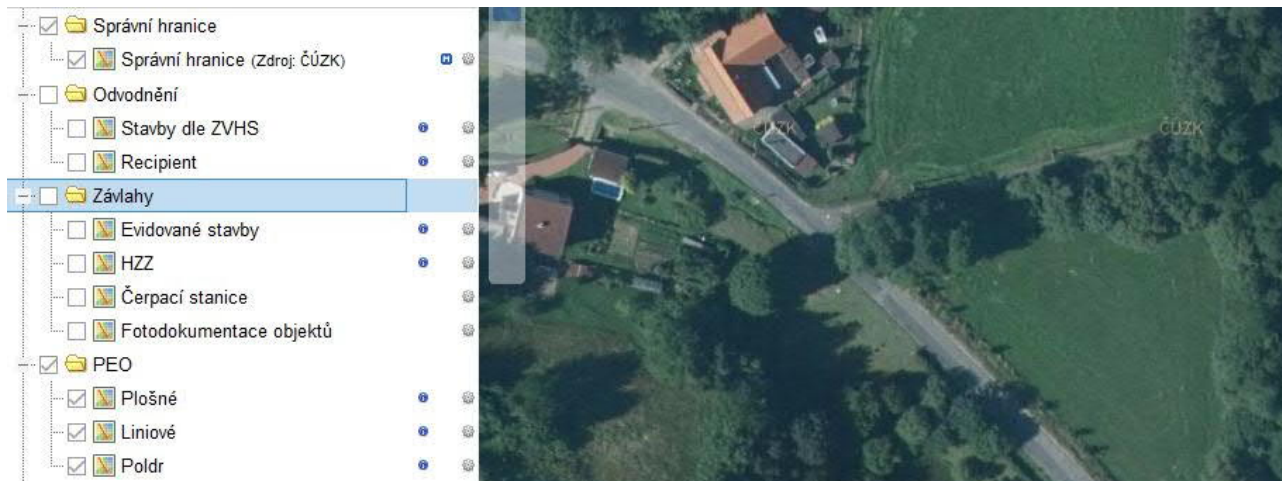 Správní hranice
Správní hranice (Zdroj: ČÚZK)
Odvodnění
Stavby dle ZVHS
Recipient
Závlahy
Evidované stavby
HZZ
Čerpací stanice
Fotodokumentace objektů
PEO
Plošné
Liniové
Poldr
ČÚZK
ČÚZK